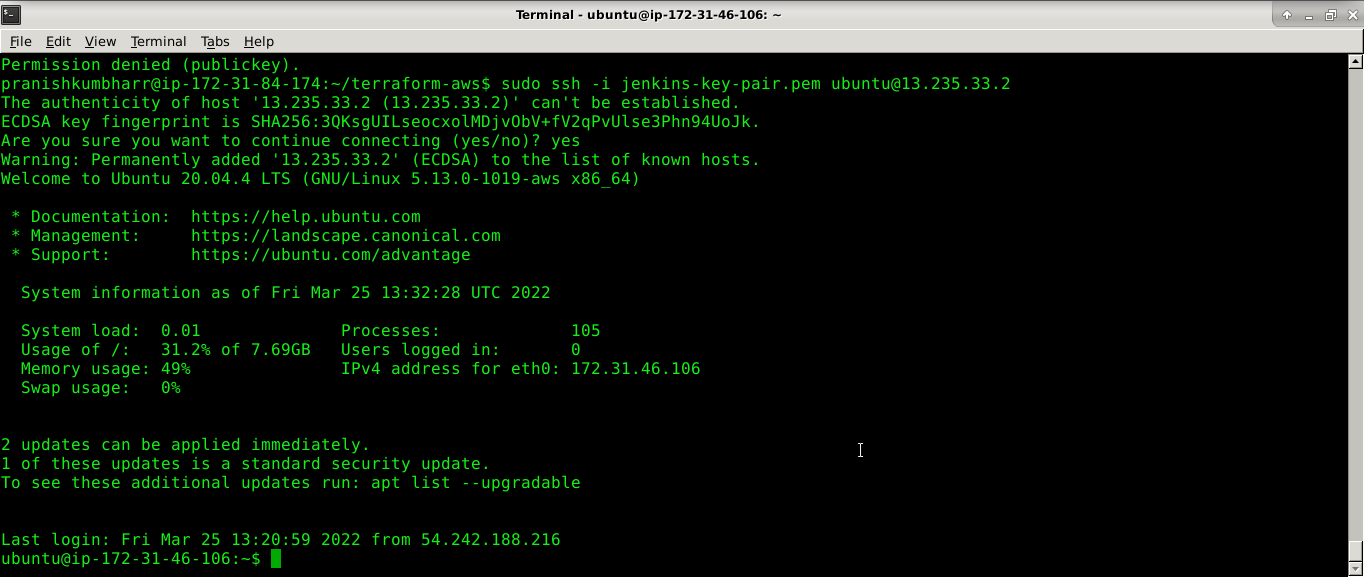 Terminal - ubuntu@ip-172-31-46-106: ~
File Edit View Terminal Tabs Help
Permission denied (publickey).
pranishkumbharr@ip-172-31-84-174:~/terraform-aws$ sudo ssh -i jenkins-key-pair.pem ubuntu@13.235.33.2
The authenticity of host '13.235.33.2 (13.235.33.2)' can't be established.
ECDSA key fingerprint is SHA256:3QKsgUILseocxolMDjvObV+fV2qPvUlse3Phn94UoJk.
Are you sure you want to continue connecting (yes/no)? yes
Warning: Permanently added '13.235.33.2' (ECDSA) to the list of known hosts.
Welcome to Ubuntu 20.04.4 LTS (GNU/Linux 5.13.0-1019-aws x86_64)
* Documentation: https://help.ubuntu.com
* Management: https://landscape.canonical.com
* Support: https://ubuntu.com/advantage
System information as of Fri Mar 25 13:32:28 UTC 2022
System load: 0.01 Processes: 105
Usage of /: 31.2% of 7.69GB Users logged in: 0
Memory usage: 49% IPv4 address for eth0: 172.31.46.106
Swap usage: 0%
2 updates can be applied immediately.
1 of these updates is a standard security update.
To see these additional updates run: apt list --upgradable
Last login: Fri Mar 25 13:20:59 2022 from 54.242.188.216
ubuntu@ip-172-31-46-106:~$